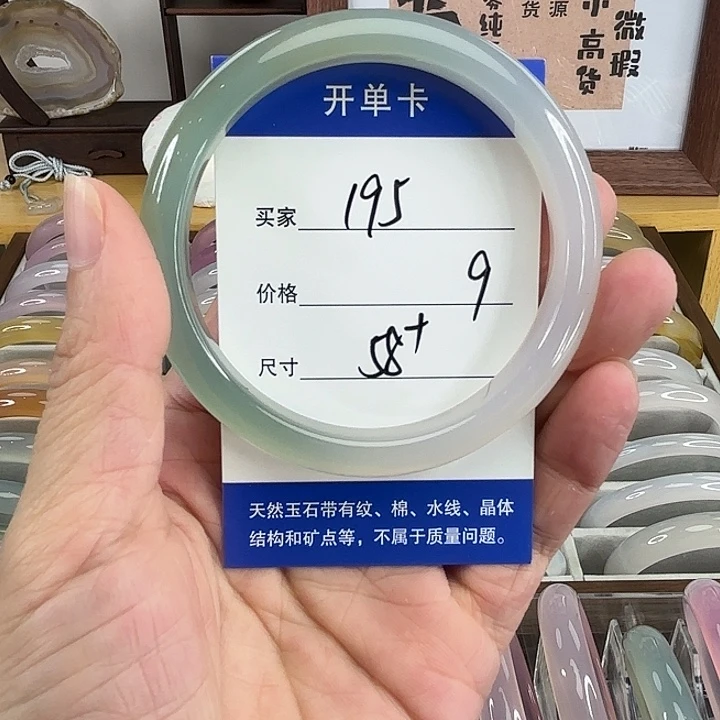 微瑕
小高货
货源
零纯
开单卡
买家 195
价格 9
尺寸 58+
天然玉石带有纹、棉、水线、晶体
结构和矿点等，不属于质量问题。